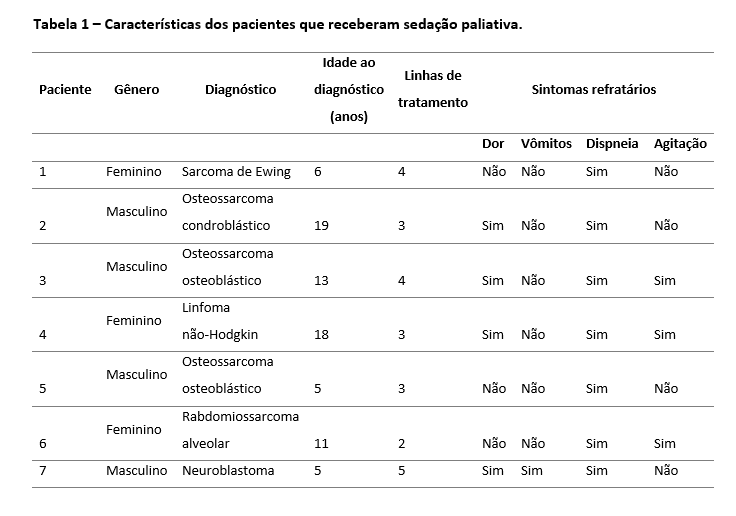 Tabela 1 – Características dos pacientes que receberam sedação paliativa.
Paciente Gênero Diagnóstico Idade ao diagnóstico (anos) Linhas de tratamento Sintomas refratários
Dor Vômitos Dispneia Agitação
1 Feminino Sarcoma de Ewing 6 4 Não Não Sim Não
2 Masculino Osteossarcoma condroblástico 19 3 Sim Não Sim Não
3 Masculino Osteossarcoma osteoblástico 13 4 Sim Não Sim Sim
4 Feminino Linfoma não-Hodgkin 18 3 Sim Não Sim Sim
5 Masculino Osteossarcoma osteoblástico 5 3 Não Não Sim Não
6 Feminino Rabdomiossarcoma alveolar 11 2 Não Não Sim Sim
7 Masculino Neuroblastoma 5 5 Sim Sim Sim Não